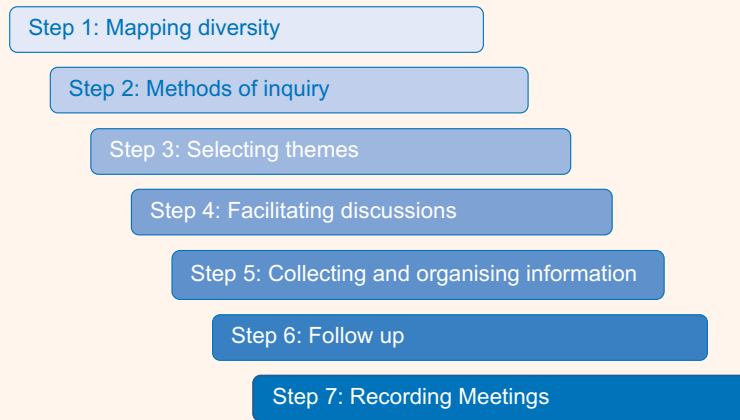 Step 1: Mapping diversity
Step 2: Methods of inquiry
Step 3: Selecting themes
Step 4: Facilitating discussions
Step 5: Collecting and organising information
Step 6: Follow up
Step 7: Recording Meetings